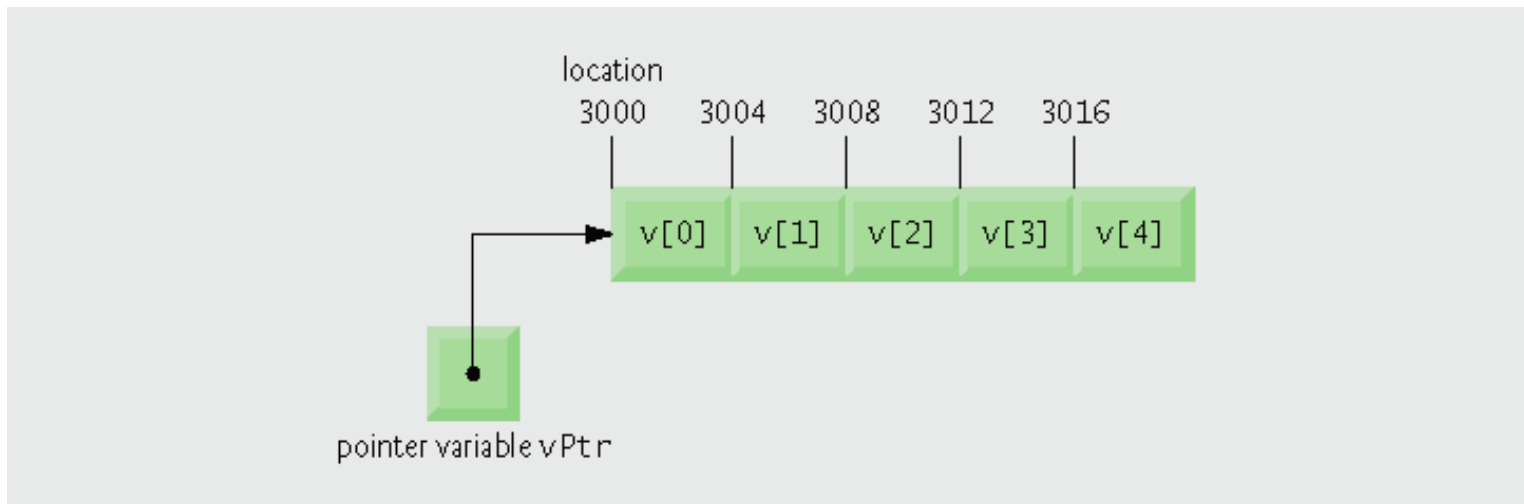 location
3000 3004 3008 3012 3016
v[0] v[1] v[2] v[3] v[4]
pointer variable vPtr